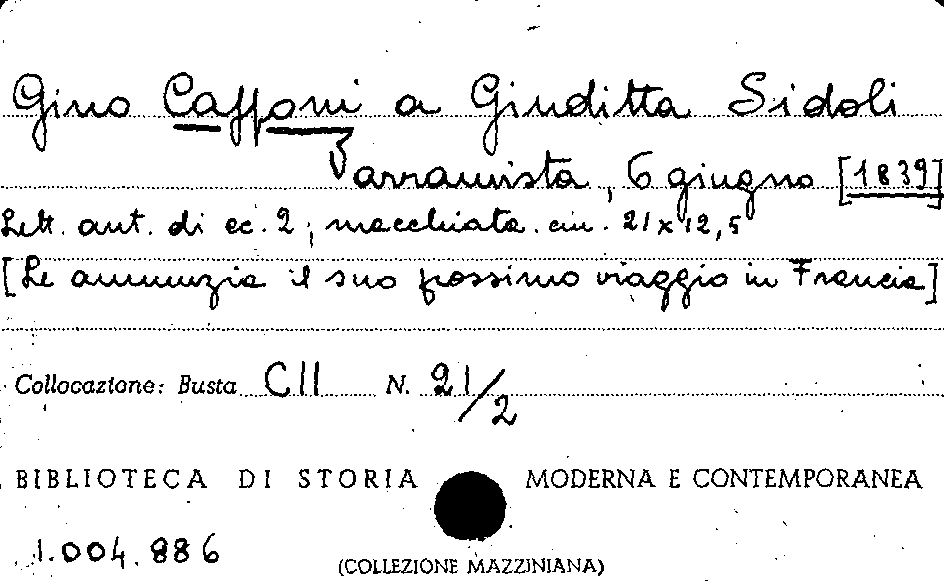 Gino Capponi a Giuditta Sidoli
Varramista, 6 giugno [1839]
Lett. aut. di cc. 2, macchiata. cm. 21 x 12,5
[Le annunzia il suo prossimo viaggio in Francia]
Collocazione: Busta CII N. 21/2
BIBLIOTECA DI STORIA MODERNA E CONTEMPORANEA
1.004.886
(COLLEZIONE MAZZINIANA)